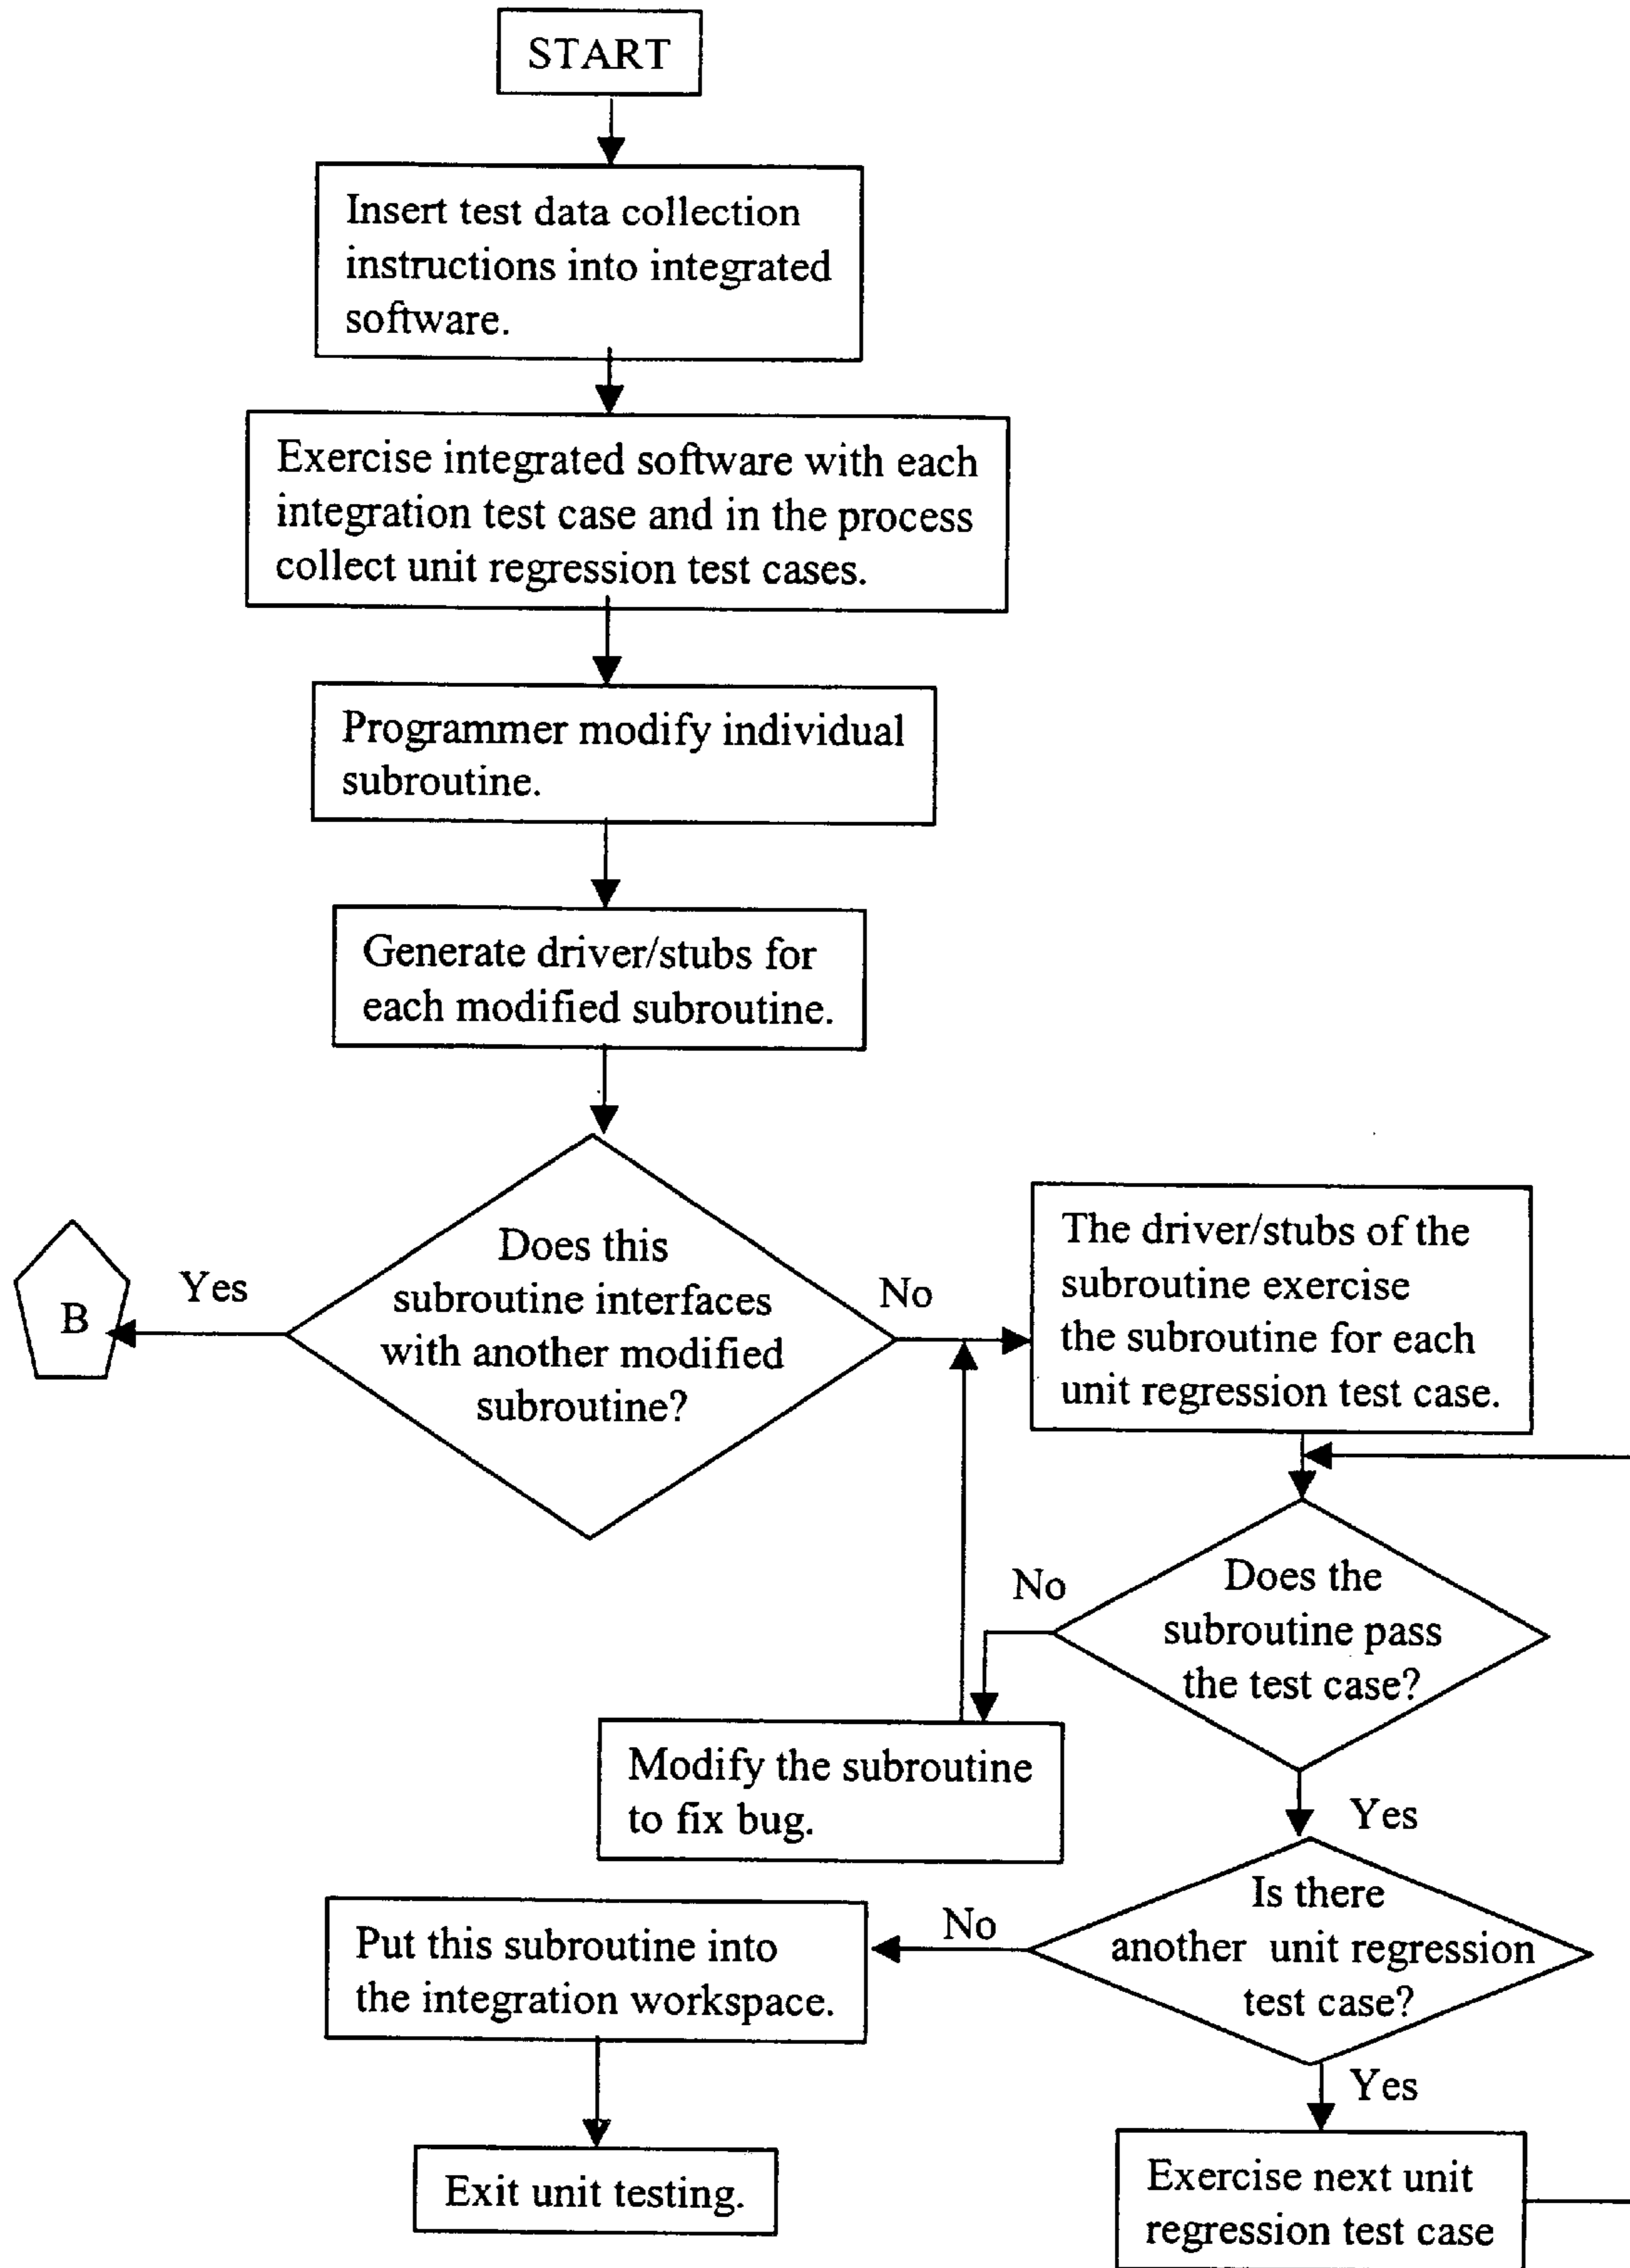 START
Insert test data collection
instructions into integrated
software.
Exercise integrated software with each
integration test case and in the process
collect unit regression test cases.
Programmer modify individual
subroutine.
Generate driver/stubs for
each modified subroutine.
Does this
subroutine interfaces
with another modified
subroutine?
Yes
B
No
The driver/stubs of the
subroutine exercise
the subroutine for each
unit regression test case.
Does the
subroutine pass
the test case?
No
Modify the subroutine
to fix bug.
Yes
Is there
another unit regression
test case?
No
Put this subroutine into
the integration workspace.
Exit unit testing.
Yes
Exercise next unit
regression test case